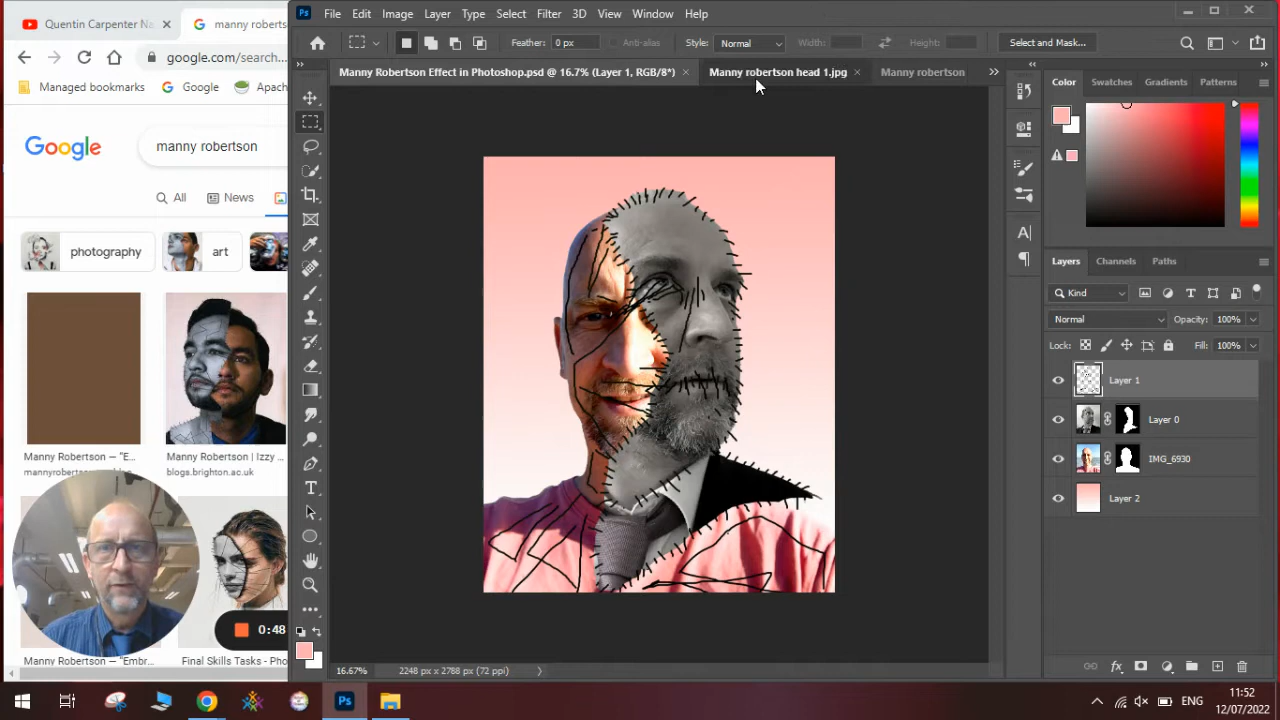 Quentin Carpenter Na
manny roberts
File Edit Image Layer Type Select Filter 3D View Window Help
google.com/search...
Feather: 0 px Anti-alias Style: Normal Width: Height: Select and Mask...
Managed bookmarks Google Apach
Manny Robertson Effect in Photoshop.psd @ 16.7% (Layer 1, RGB/8*) Manny robertson head 1.jpg Manny robertson
Color Swatches Gradients Patterns
Google
manny robertson
All News
photography art
Layers Channels Paths
Kind
Normal Opacity: 100%
Lock: Fill: 100%
Layer 1
Layer 0
IMG_6930
Layer 2
Manny Robertson — "E...
mannyrobertson
Manny Robertson | Izzy ...
blogs.brighton.ac.uk
0:48
Manny Robertson — "Embr...
Final Skills Tasks - Pho
16.67% 2248 px x 2788 px (72 ppi)
Ps
ENG
11:52
12/07/2022